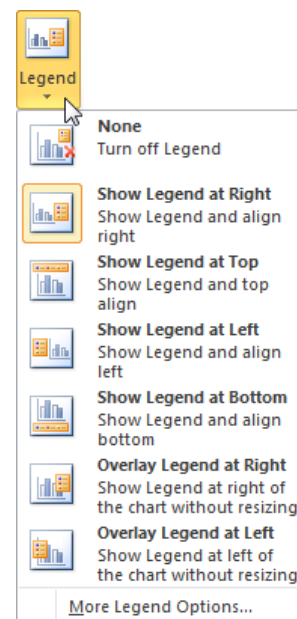 Legend
None
Turn off Legend
Show Legend at Right
Show Legend and align
right
Show Legend at Top
Show Legend and top
align
Show Legend at Left
Show Legend and align
left
Show Legend at Bottom
Show Legend and align
bottom
Overlay Legend at Right
Show Legend at right of
the chart without resizing
Overlay Legend at Left
Show Legend at left of
the chart without resizing
More Legend Options...